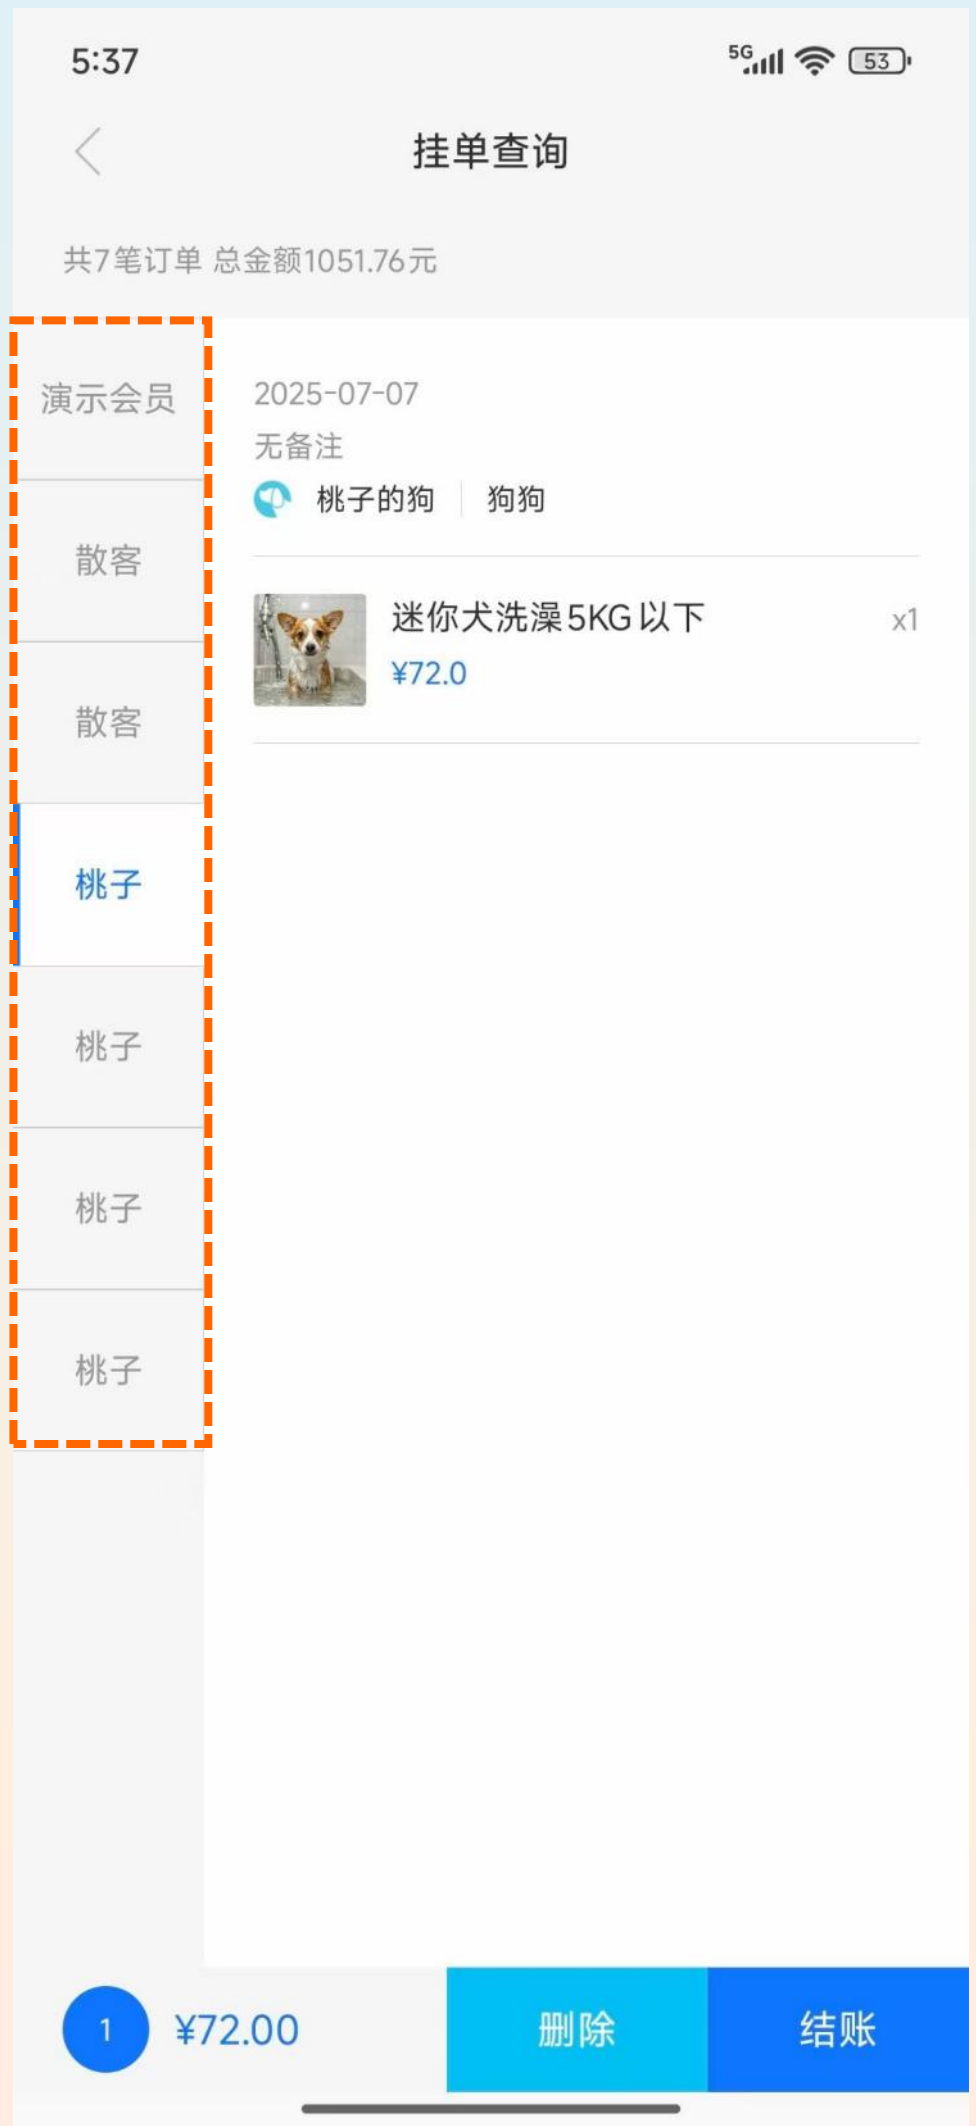 5:37
5G 53
挂单查询
共7笔订单 总金额1051.76元
演示会员
散客
散客
桃子
桃子
桃子
桃子
2025-07-07
无备注
桃子的狗 狗狗
迷你犬洗澡5KG以下 x1
¥72.0
1 ¥72.00 删除 结账